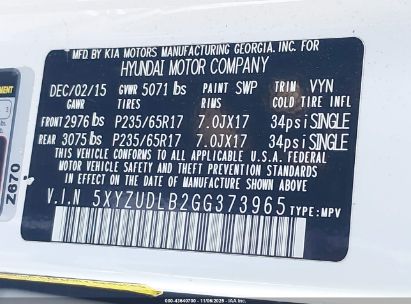 MFD. BY KIA MOTORS MANUFACTURING GEORGIA. INC. FOR
HYUNDAI MOTOR COMPANY
DEC/02/15 GVWR 5071 lbs PAINT SWP TRIM VYN
GAWR TIRES RIMS COLD TIRE INFL
FRONT 2976 lbs P235/65R17 7.0JX17 34psi SINGLE
REAR 3075 lbs P235/65R17 7.0JX17 34psi SINGLE
THIS VEHICLE CONFORMS TO ALL APPLICABLE U.S.A. FEDERAL
MOTOR VEHICLE SAFETY STANDARDS IN EFFECT ON THE
DATE OF MANUFACTURE SHOWN ABOVE.
V.I.N 5XYZUDLB2GG373965 TYPE: MPV
Z670